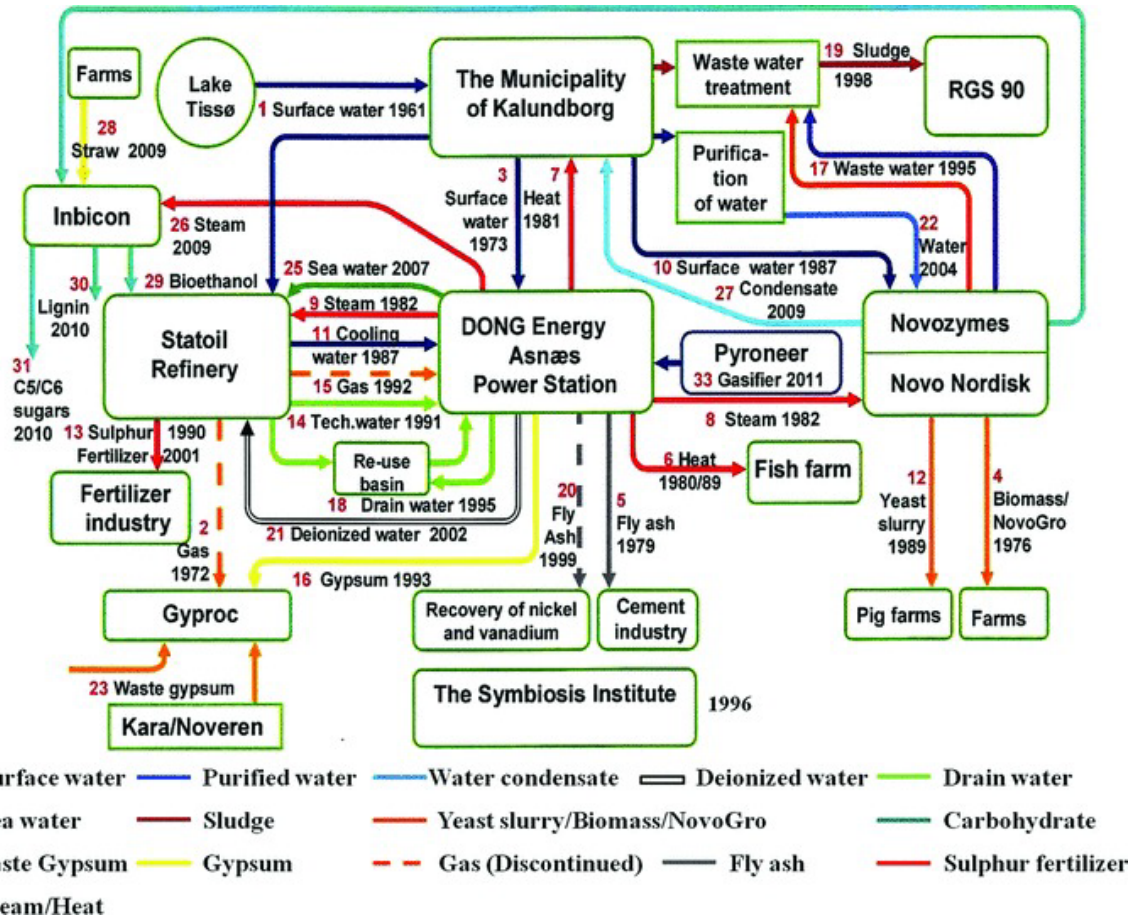 Farms
Lake
Tissø
The Municipality
of Kalundborg
Waste water
treatment
19 Sludge
1998
RGS 90
1 Surface water 1961
28
Straw 2009
Purifica-
tion
of water
17 Waste water 1995
Inbicon
26 Steam
2009
3
Surface
water
1973
7
Heat
1981
22
Water
2004
10 Surface water 1987
27 Condensate
2009
25 Sea water 2007
29 Bioethanol
30
Lignin
2010
9 Steam 1982
Statoil
Refinery
11 Cooling
water 1987
15 Gas 1992
14 Tech.water 1991
DONG Energy
Asnæs
Power Station
Pyroneer
33 Gasifier 2011
Novozymes
Novo Nordisk
8 Steam 1982
31
C5/C6
sugars
2010
13 Sulphur 1990
Fertilizer 2001
Re-use
basin
18 Drain water 1995
21 Deionized water 2002
6 Heat
1980/89
Fish farm
Fertilizer
industry
2
Gas
1972
20
Fly
Ash
1999
5
Fly ash
1979
12
Yeast
slurry
1989
4
Biomass/
NovoGro
1976
16 Gypsum 1993
Gyproc
Recovery of nickel
and vanadium
Cement
industry
Pig farms
Farms
23 Waste gypsum
Kara/Noveren
The Symbiosis Institute
1996
urface water Purified water Water condensate Deionized water Drain water
ea water Sludge Yeast slurry/Biomass/NovoGro Carbohydrate
aste Gypsum Gypsum Gas (Discontinued) Fly ash Sulphur fertilizer
eam/Heat